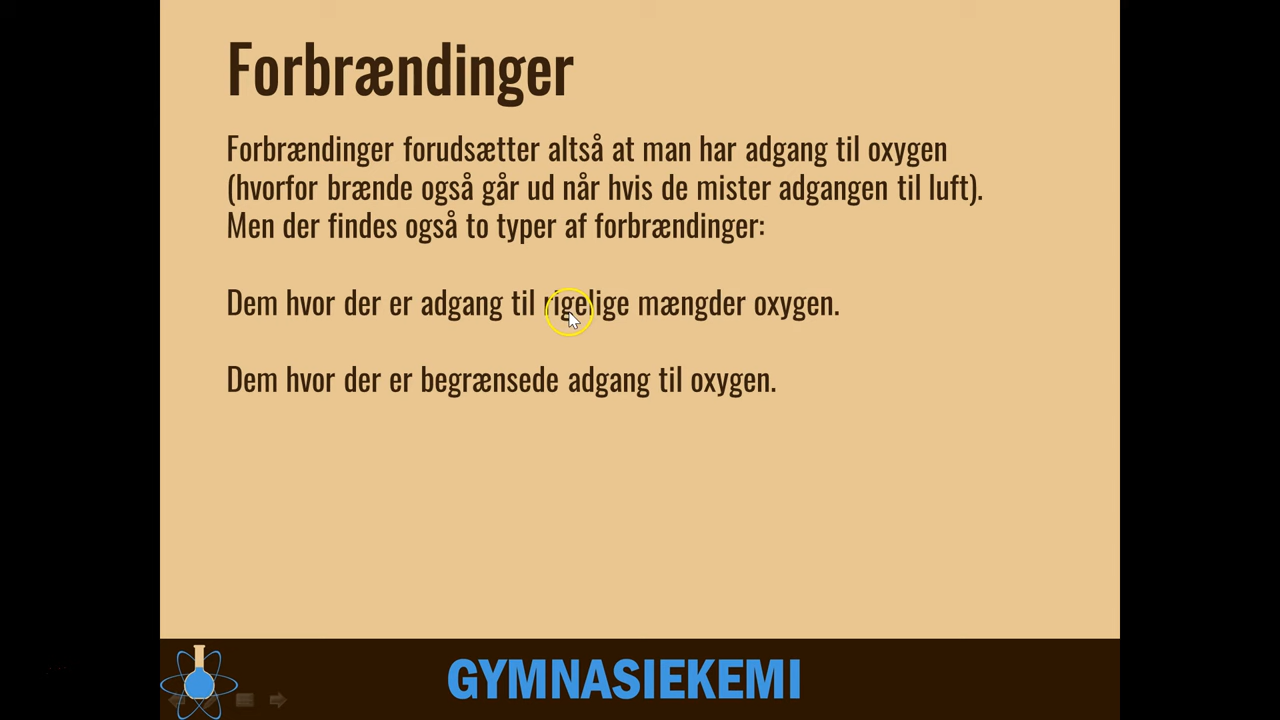 Forbrændinger
Forbrændinger forudsætter altså at man har adgang til oxygen
(hvorfor brænde også går ud når hvis de mister adgangen til luft).
Men der findes også to typer af forbrændinger:
Dem hvor der er adgang til rigelige mængder oxygen.
Dem hvor der er begrænsede adgang til oxygen.
GYMNASIEKEMI